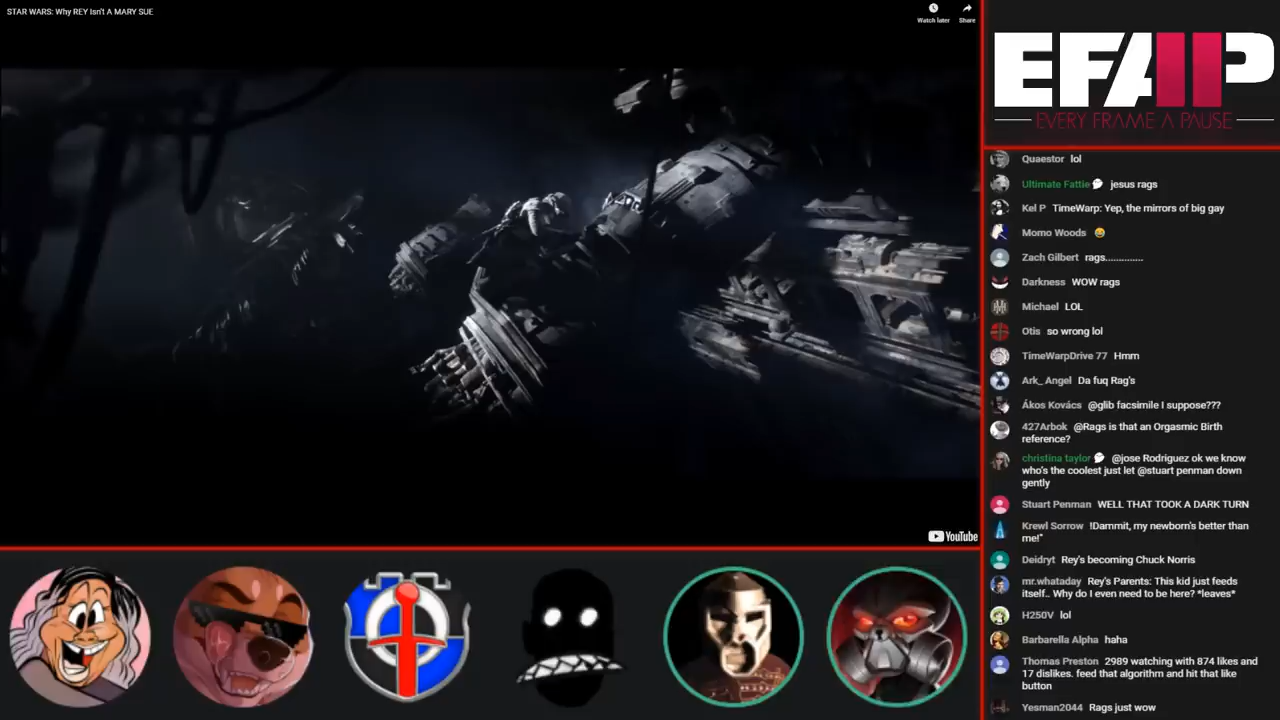 STAR WARS: Why REY Isn't A MARY SUE
Watch later
Share
EFAP
EVERY FRAME A PAUSE
Quaestor lol
Ultimate Fattie jesus rags
Kel P TimeWarp: Yep, the mirrors of big gay
Momo Woods 😂
Zach Gilbert rags..............
Darkness WOW rags
Michael LOL
Otis so wrong lol
TimeWarpDrive 77 Hmm
Ark_ Angel Da fuq Rag's
Ákos Kovács @glib facsimile I suppose???
427Arbok @Rags is that an Orgasmic Birth
reference?
christina taylor @jose Rodriguez ok we know
who's the coolest just let @stuart penman down
gently
Stuart Penman WELL THAT TOOK A DARK TURN
Krewl Sorrow !Dammit, my newborn's better than
me!"
Deidryt Rey's becoming Chuck Norris
mr.whataday Rey's Parents: This kid just feeds
itself.. Why do I even need to be here? *leaves*
H250V lol
Barbarella Alpha haha
Thomas Preston 2989 watching with 874 likes and
17 dislikes. feed that algorithm and hit that like
button
Yesman2044 Rags just wow
YouTube